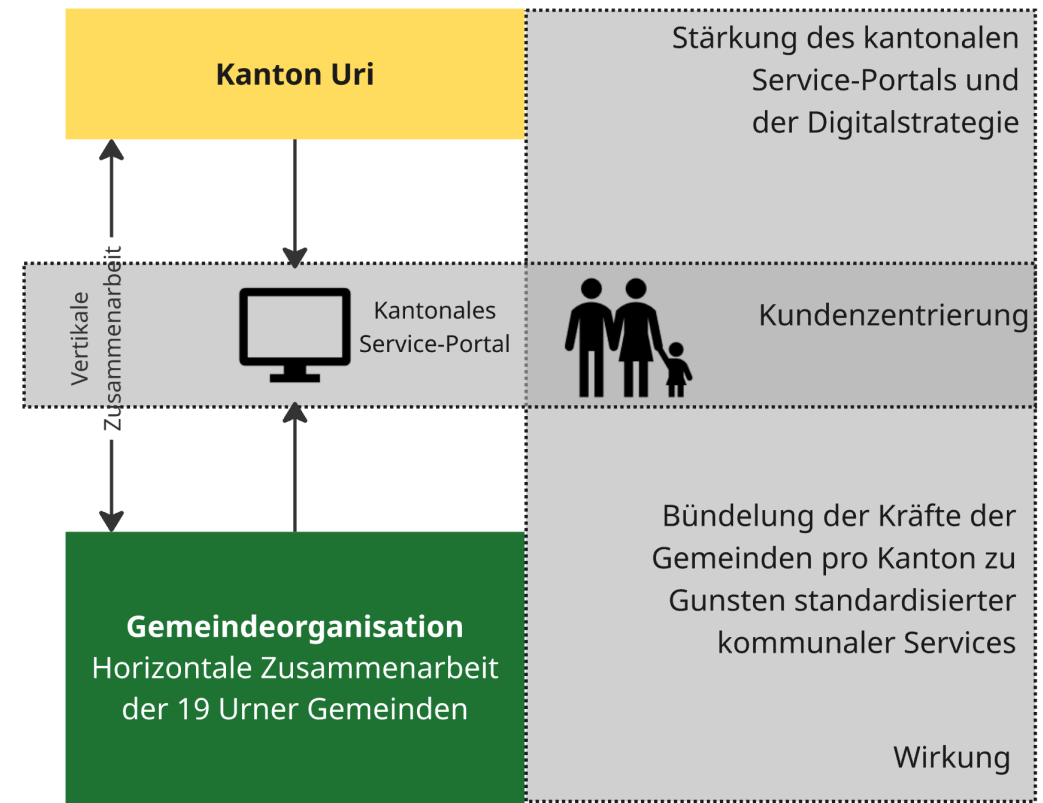 Kanton Uri
Stärkung des kantonalen
Service-Portals und
der Digitalstrategie
Vertikale
Zusammenarbeit
Kantonales
Service-Portal
Kundenzentrierung
Gemeindeorganisation
Horizontale Zusammenarbeit
der 19 Urner Gemeinden
Bündelung der Kräfte der
Gemeinden pro Kanton zu
Gunsten standardisierter
kommunaler Services
Wirkung